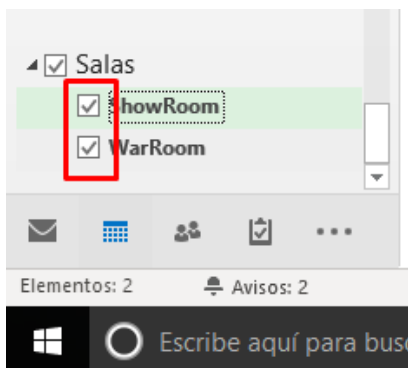 Salas
ShowRoom
WarRoom
Elementos: 2 Avisos: 2
Escribe aquí para busc